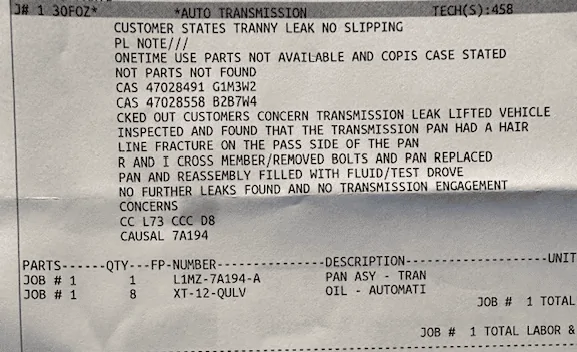 J# 1 30FOZ* *AUTO TRANSMISSION TECH(S):458
CUSTOMER STATES TRANNY LEAK NO SLIPPING
PL NOTE///
ONETIME USE PARTS NOT AVAILABLE AND COPIS CASE STATED
NOT PARTS NOT FOUND
CAS 47028491 G1M3W2
CAS 47028558 B2B7W4
CKED OUT CUSTOMERS CONCERN TRANSMISSION LEAK LIFTED VEHICLE
INSPECTED AND FOUND THAT THE TRANSMISSION PAN HAD A HAIR
LINE FRACTURE ON THE PASS SIDE OF THE PAN
R AND I CROSS MEMBER/REMOVED BOLTS AND PAN REPLACED
PAN AND REASSEMBLY FILLED WITH FLUID/TEST DROVE
NO FURTHER LEAKS FOUND AND NO TRANSMISSION ENGAGEMENT
CONCERNS
CC L73 CCC D8
CAUSAL 7A194
PARTS------QTY---FP-NUMBER---------------DESCRIPTION--------------------UNIT
JOB # 1 1 L1MZ-7A194-A PAN ASY - TRAN
JOB # 1 8 XT-12-QULV OIL - AUTOMATI
JOB # 1 TOTAL
JOB # 1 TOTAL LABOR &